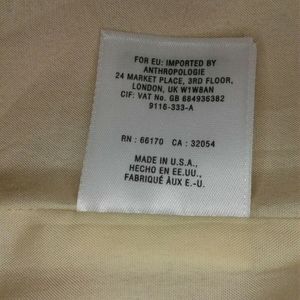 FOR EU: IMPORTED BY
ANTHROPOLOGIE
24 MARKET PLACE, 3RD FLOOR,
LONDON, UK W1W8AN
CIF: VAT No. GB 684936382
9116-333-A
RN : 66170 CA : 32054
MADE IN U.S.A.,
HECHO EN EE.UU.,
FABRIQUÉ AUX E.-U.